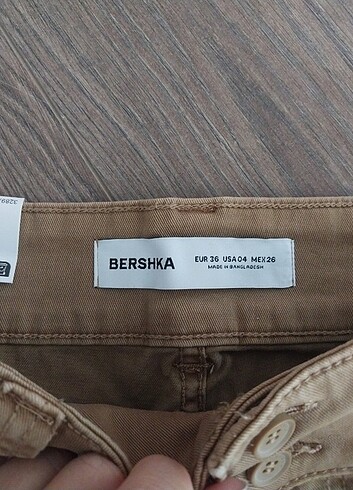 BERSHKA
EUR 36 USA 04 MEX 26
MADE IN BANGLADESH